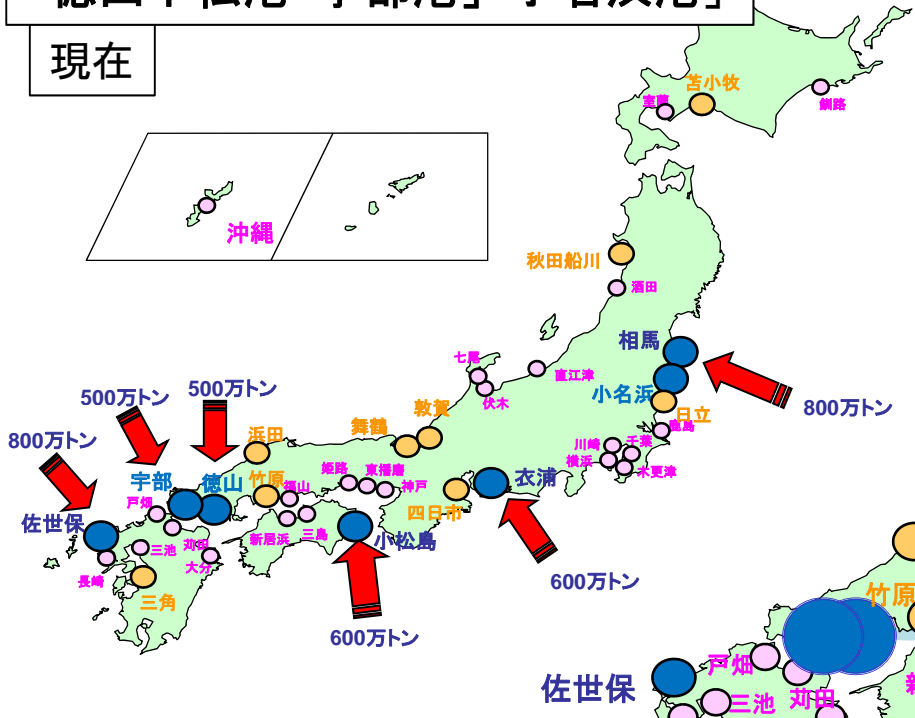 現在
苫小牧
室蘭
釧路
沖縄
秋田船川
酒田
相馬
七尾
直江津
500万トン
500万トン
小名浜
伏木
800万トン
敦賀
日立
舞鶴
鹿島
800万トン
浜田
川崎
千葉
横浜
木更津
宇部
徳山
竹原
福山
姫路
東播磨
神戸
衣浦
戸畑
四日市
佐世保
新居浜
三島
小松島
三池
苅田
大分
長崎
600万トン
三角
600万トン
竹原
戸畑
佐世保
三池
苅田